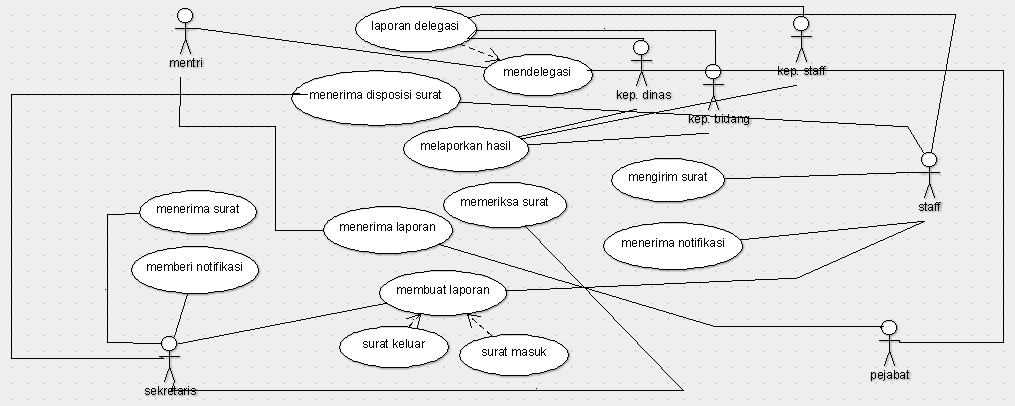 laporan delegasi
mentri
kep. staff
mendelegasi
kep. dinas
menerima disposisi surat
kep. bidang
melaporkan hasil
mengirim surat
staff
memeriksa surat
menerima surat
menerima laporan
menerima notifikasi
memberi notifikasi
membuat laporan
surat keluar
surat masuk
pejabat
sekretaris